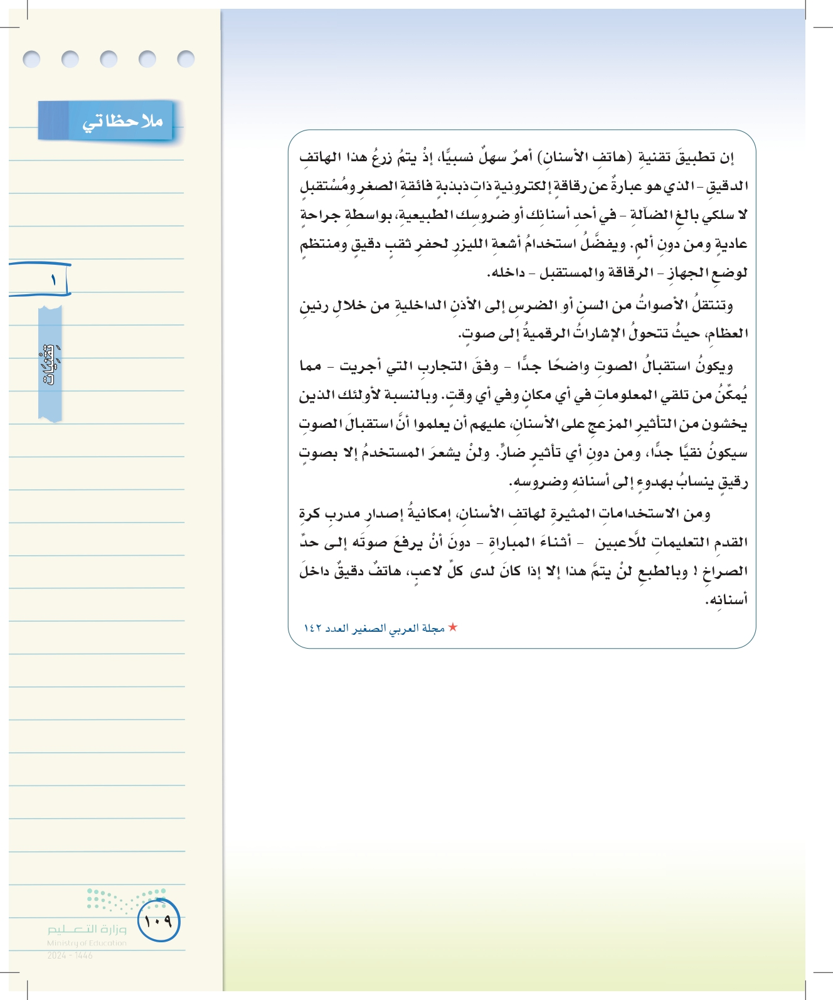 ملاحظاتي
إن تطبيقَ تقنيةِ (هاتفِ الأسنانِ) أمرٌ سهلٌ نسبيًّا، إذْ يتمُ زرعُ هذا الهاتفِ
الدقيقِ - الذي هو عبارةٌ عن رقاقةٍ إلكترونيةٍ ذاتِ ذبذبةٍ فائقةِ الصغرِ ومُسْتقبلٍ
لا سلكي بالغِ الضآلةِ - في أحدِ أسنانِك أو ضروسِك الطبيعيةِ، بواسطةِ جراحةٍ
عاديةٍ ومن دونِ ألمٍ. ويفضَّلُ استخدامُ أشعةِ الليزرِ لحفرِ ثقبٍ دقيقٍ ومنتظمٍ
لوضعِ الجهازِ - الرقاقة والمستقبل - داخله.
وتنتقلُ الأصواتُ من السنِ أو الضرسِ إلى الأذنِ الداخليةِ من خلالِ رنينِ
العظامِ، حيثُ تتحولُ الإشاراتُ الرقميةُ إلى صوتٍ.
ويكونُ استقبالُ الصوتِ واضحًا جدًّا - وفقَ التجاربِ التي أجريت - مما
يُمكِّنُ من تلقي المعلوماتِ في أي مكانٍ وفي أي وقتٍ. وبالنسبة لأولئك الذين
يخشون من التأثيرِ المزعجِ على الأسنانِ، عليهم أن يعلموا أنَّ استقبالَ الصوتِ
سيكونُ نقيًّا جدًّا، ومن دونِ أي تأثيرٍ ضارٍّ. ولنْ يشعرَ المستخدمُ إلا بصوتٍ
رقيقٍ ينسابُ بهدوءٍ إلى أسنانهِ وضروسهِ.
ومن الاستخداماتِ المثيرةِ لهاتفِ الأسنانِ، إمكانيةُ إصدارِ مدربِ كرةِ
القدمِ التعليماتِ للَّاعبين - أثناءَ المباراةِ - دونَ أنْ يرفعَ صوتَه إلى حدِّ
الصراخِ ! وبالطبعِ لنْ يتمَّ هذا إلا إذا كانَ لدى كلِّ لاعبٍ، هاتفٌ دقيقٌ داخلَ
أسنانِه.
★ مجلة العربي الصغير العدد ١٤٢
١
تِقْنِيَات
١٠٩
وزارة التعـليم
Ministry of Education
2024 - 1446